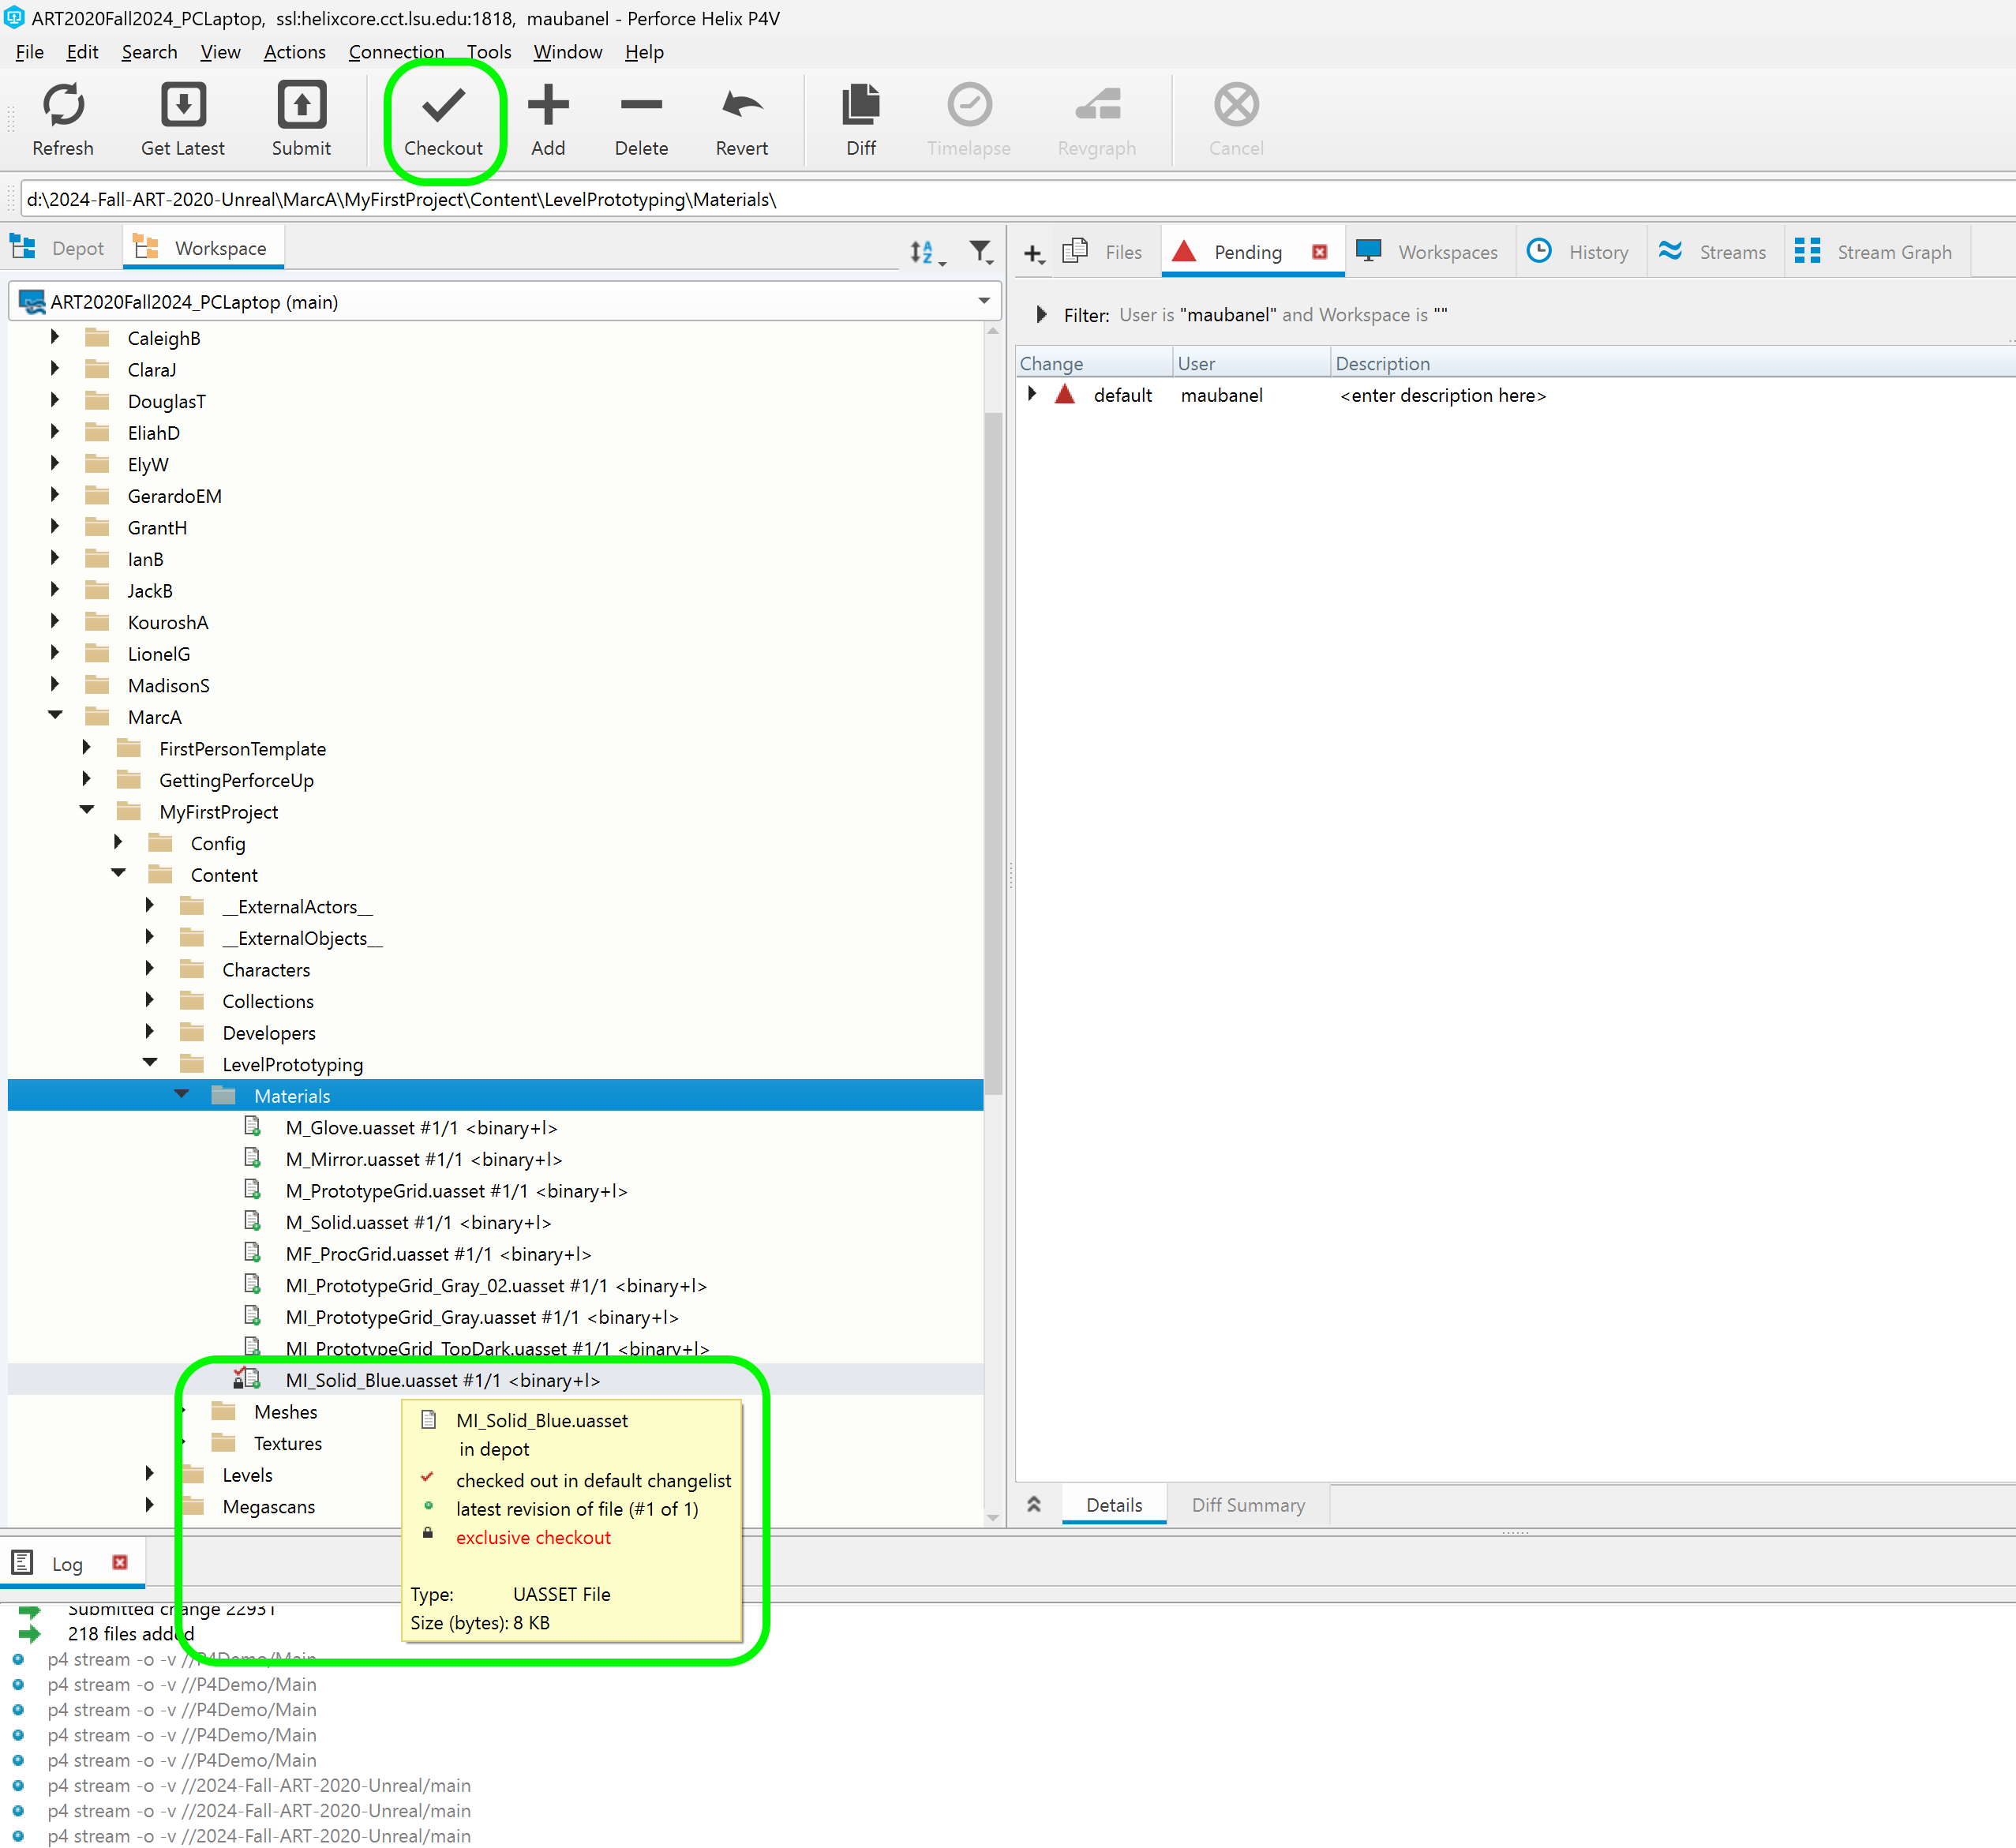 ART2020Fall2024_PCLaptop, ssl:helixcore.cct.lsu.edu:1818, maubanel - Perforce Helix P4V
File Edit Search View Actions Connection Tools Window Help
Refresh Get Latest Submit Checkout Add Delete Revert Diff Timelapse Revgraph Cancel
d:\2024-Fall-ART-2020-Unreal\MarcA\MyFirstProject\Content\LevelPrototyping\Materials\
Depot Workspace
ART2020Fall2024_PCLaptop (main)
CaleighB
ClaraJ
DouglasT
EliahD
ElyW
GerardoEM
GrantH
IanB
JackB
KouroshA
LionelG
MadisonS
MarcA
FirstPersonTemplate
GettingPerforceUp
MyFirstProject
Config
Content
__ExternalActors__
__ExternalObjects__
Characters
Collections
Developers
LevelPrototyping
Materials
M_Glove.uasset #1/1 <binary+l>
M_Mirror.uasset #1/1 <binary+l>
M_PrototypeGrid.uasset #1/1 <binary+l>
M_Solid.uasset #1/1 <binary+l>
MF_ProcGrid.uasset #1/1 <binary+l>
MI_PrototypeGrid_Gray_02.uasset #1/1 <binary+l>
MI_PrototypeGrid_Gray.uasset #1/1 <binary+l>
MI_PrototypeGrid_TopDark.uasset #1/1 <binary+l>
MI_Solid_Blue.uasset #1/1 <binary+l>
Meshes
Textures
Levels
Megascans
MI_Solid_Blue.uasset
in depot
checked out in default changelist
latest revision of file (#1 of 1)
exclusive checkout
Type: UASSET File
Size (bytes): 8 KB
Files Pending Workspaces History Streams Stream Graph
Filter: User is "maubanel" and Workspace is ""
Change User Description
default maubanel <enter description here>
Details Diff Summary
Log
Submitted change 22931
218 files added
p4 stream -o -v //P4Demo/Main
p4 stream -o -v //P4Demo/Main
p4 stream -o -v //P4Demo/Main
p4 stream -o -v //P4Demo/Main
p4 stream -o -v //P4Demo/Main
p4 stream -o -v //2024-Fall-ART-2020-Unreal/main
p4 stream -o -v //2024-Fall-ART-2020-Unreal/main
p4 stream -o -v //2024-Fall-ART-2020-Unreal/main